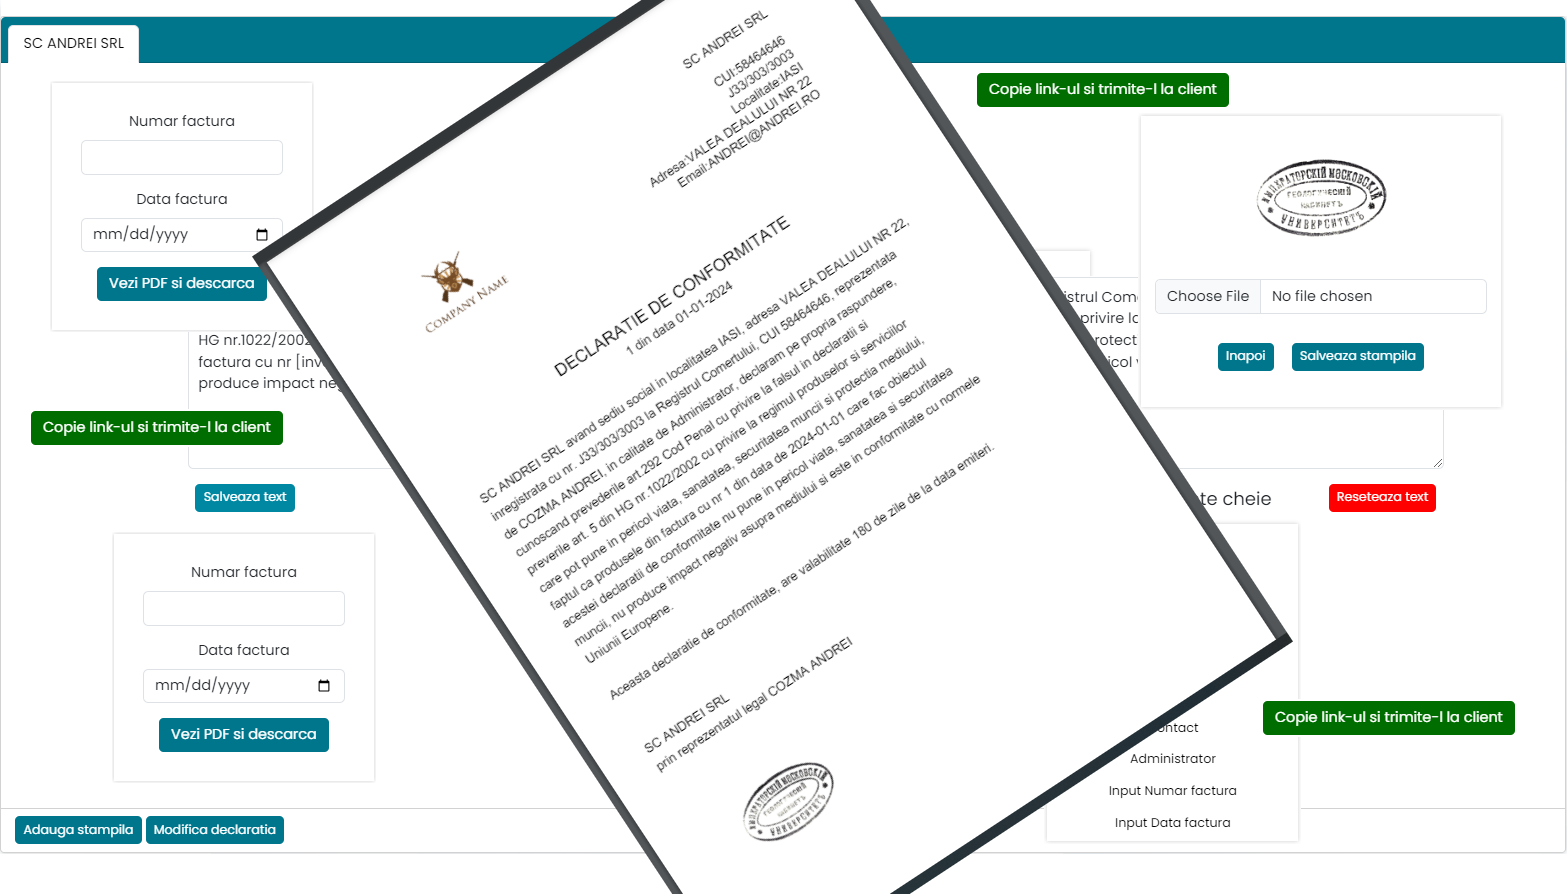 SC ANDREI SRL
Numar factura
Data factura
mm/dd/yyyy
Vezi PDF si descarca
HG nr.1022/2002
factura cu nr
produce impact
Copie link-ul si trimite-l la client
Salveaza text
Numar factura
Data factura
mm/dd/yyyy
Vezi PDF si descarca
Adauga stampila
Modifica declaratia
SC ANDREI SRL
CUI:58464646
J33/303/3003
Localitate:IASI
Adresa:VALEA DEALULUI NR 22
Email:ANDREI@ANDREI.RO
COMPANY NAME
DECLARATIE DE CONFORMITATE
1 din data 01-01-2024
SC ANDREI SRL avand sediu social in localitatea IASI, adresa VALEA DEALULUI NR 22,
inregistrata cu nr. J33/303/3003 la Registrul Comertului, CUI 58464646, reprezentata
de COZMA ANDREI, in calitate de Administrator, declaram pe propria raspundere,
cunoscand prevederile art.292 Cod Penal cu privire la falsul in declaratii si
preverile art. 5 din HG nr.1022/2002 cu privire la regimul produselor si serviciilor
care pot pune in pericol viata, sanatatea, securitatea muncii si protectia mediului,
faptul ca produsele din factura cu nr 1 din data de 2024-01-01 care fac obiectul
acestei declaratii de conformitate nu pune in pericol viata, sanatatea si securitatea
muncii, nu produce impact negativ asupra mediului si este in conformitate cu normele
Uniunii Europene.
Aceasta declaratie de conformitate, are valabilitate 180 de zile de la data emiteri.
SC ANDREI SRL
prin reprezentatul legal COZMA ANDREI
ИМПЕРАТОРСКІЙ МОСКОВСКІЙ
ГЕОЛОГИЧЕСКІЙ
КАБИНЕТЪ
УНИВЕРСИТЕТЪ
Copie link-ul si trimite-l la client
ИМПЕРАТОРСКІЙ МОСКОВСКІЙ
ГЕОЛОГИЧЕСКІЙ
КАБИНЕТЪ
УНИВЕРСИТЕТЪ
Choose File
No file chosen
Inapoi
Salveaza stampila
privire
cheie
Reseteaza text
Copie link-ul si trimite-l la client
Administrator
Input Numar factura
Input Data factura